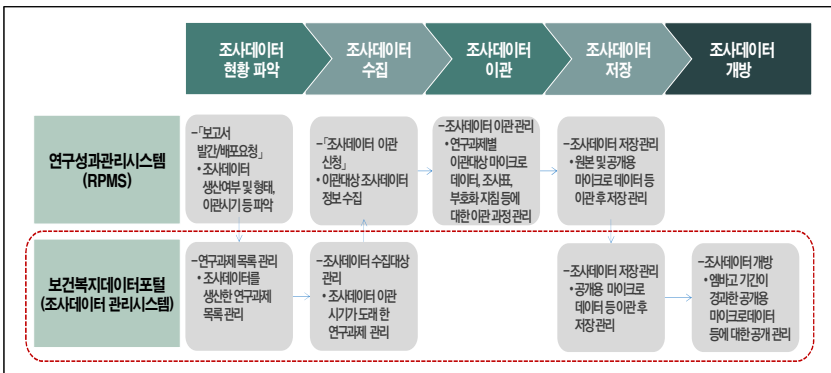 조사데이터
현황 파악
조사데이터
수집
조사데이터
이관
조사데이터
저장
조사데이터
개방
연구성과관리시스템
(RPMS)
–「보고서
발간/배포요청」
• 조사데이터
생산여부 및 형태,
이관시기 등 파악
–「조사데이터 이관
신청」
• 이관대상 조사데이터
정보 수집
–조사데이터 이관 관리
• 연구과제별
이관대상 마이크로
데이터, 조사표,
부호화 지침 등에
대한 이관 과정 관리
–조사데이터 저장 관리
• 원본 및 공개용
마이크로 데이터 등
이관 후 저장 관리
보건복지데이터포털
(조사데이터 관리시스템)
–연구과제 목록 관리
• 조사데이터를
생산한 연구과제
목록 관리
–조사데이터 수집대상
관리
• 조사데이터 이관
시기가 도래 한
연구과제 관리
–조사데이터 저장 관리
• 공개용 마이크로
데이터 등 이관 후
저장 관리
–조사데이터 개방
• 엠바고 기간이
경과한 공개용
마이크로데이터
등에 대한 공개 관리